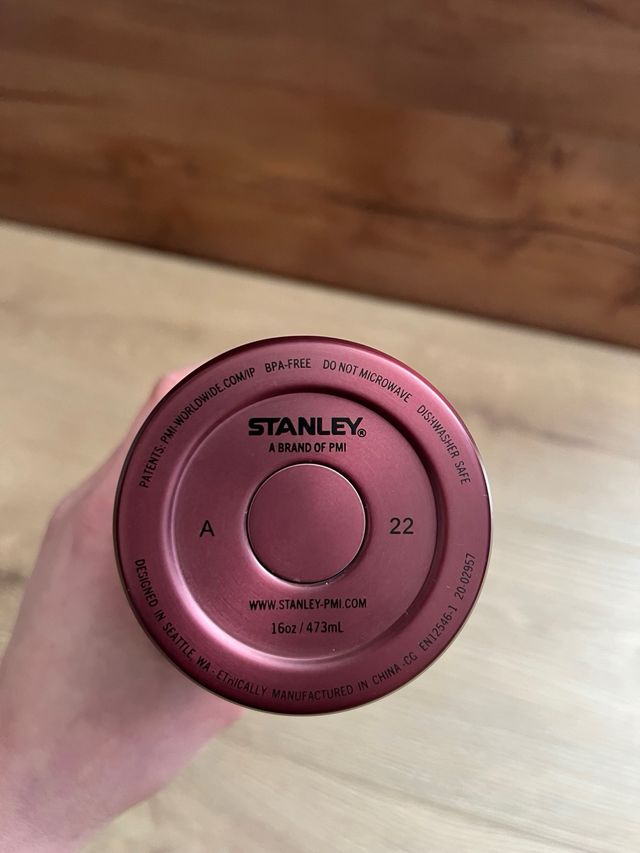 PATENTS: PMI-WORLDWIDE.COM/IP BPA-FREE DO NOT MICROWAVE DISHWASHER SAFE
STANLEY®
A BRAND OF PMI
A 22
WWW.STANLEY-PMI.COM
16oz / 473mL
DESIGNED IN SEATTLE, WA - ETHICALLY MANUFACTURED IN CHINA -CG EN12546-1 20-02957